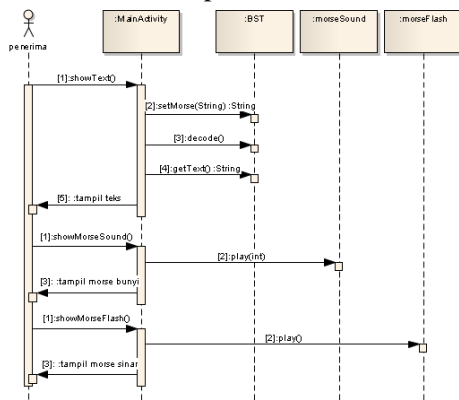 :MainActivity :BST :morseSound :morseFlash
penerima
[1]:showText()
[2]:setMorse(String) :String
[3]:decode()
[4]:getText() :String
[5]: :tampil teks
[1]:showMorseSound()
[2]:play(int)
[3]: :tampil morse bunyi
[1]:showMorseFlash()
[2]:play()
[3]: :tampil morse sinar